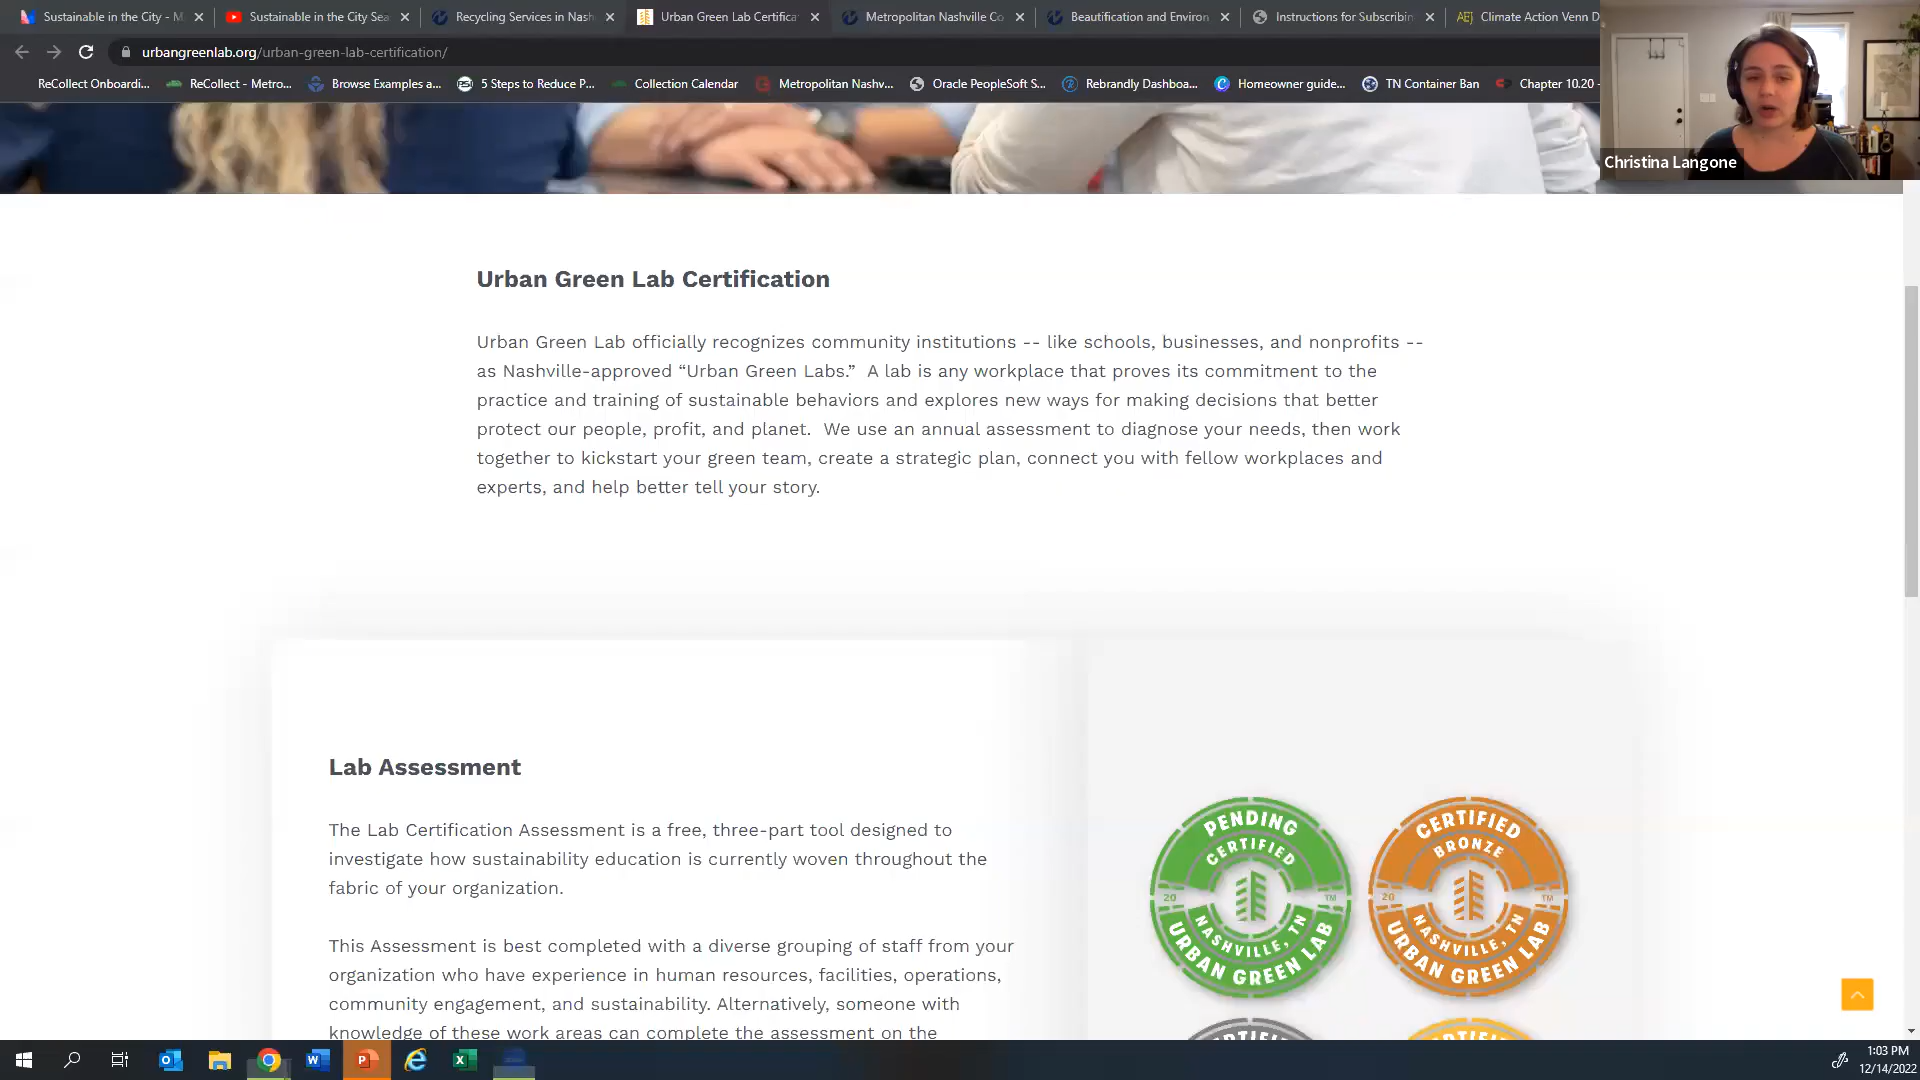 Sustainable in the City - M
Sustainable in the City Sea
Recycling Services in Nash
Urban Green Lab Certifica
Metropolitan Nashville Co
Beautification and Environ
Instructions for Subscribin
AEJ Climate Action Venn D
urbangreenlab.org/urban-green-lab-certification/
ReCollect Onboardi...
ReCollect - Metro...
Browse Examples a...
5 Steps to Reduce P...
Collection Calendar
Metropolitan Nashv...
Oracle PeopleSoft S...
Rebrandly Dashboa...
Homeowner guide...
TN Container Ban
Chapter 10.20 -
Christina Langone
Urban Green Lab Certification
Urban Green Lab officially recognizes community institutions -- like schools, businesses, and nonprofits --
as Nashville-approved “Urban Green Labs.”  A lab is any workplace that proves its commitment to the
practice and training of sustainable behaviors and explores new ways for making decisions that better
protect our people, profit, and planet.  We use an annual assessment to diagnose your needs, then work
together to kickstart your green team, create a strategic plan, connect you with fellow workplaces and
experts, and help better tell your story.
Lab Assessment
The Lab Certification Assessment is a free, three-part tool designed to
investigate how sustainability education is currently woven throughout the
fabric of your organization.
This Assessment is best completed with a diverse grouping of staff from your
organization who have experience in human resources, facilities, operations,
community engagement, and sustainability. Alternatively, someone with
knowledge of these work areas can complete the assessment on the
PENDING
CERTIFIED
20
TM
NASHVILLE, TN
URBAN GREEN LAB
CERTIFIED
BRONZE
20
TM
NASHVILLE, TN
URBAN GREEN LAB
CERTIFIED
CERTIFIED
1:03 PM
12/14/2022